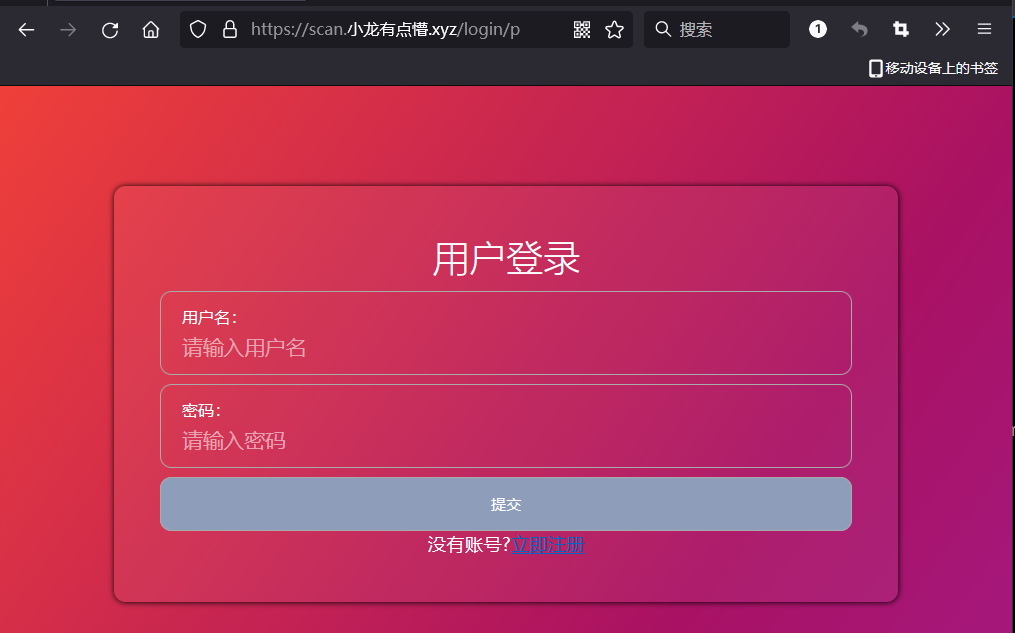 https://scan.小龙有点懵.xyz/login/p
搜索
1
移动设备上的书签
用户登录
用户名：
请输入用户名
密码：
请输入密码
提交
没有账号?立即注册